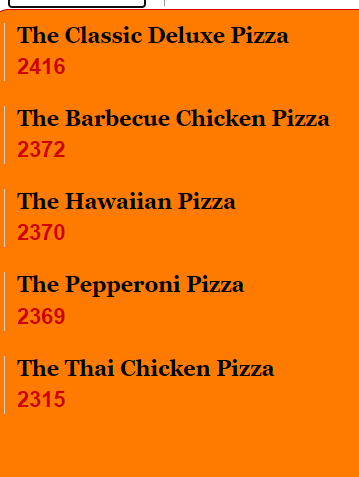 The Classic Deluxe Pizza
2416
The Barbecue Chicken Pizza
2372
The Hawaiian Pizza
2370
The Pepperoni Pizza
2369
The Thai Chicken Pizza
2315